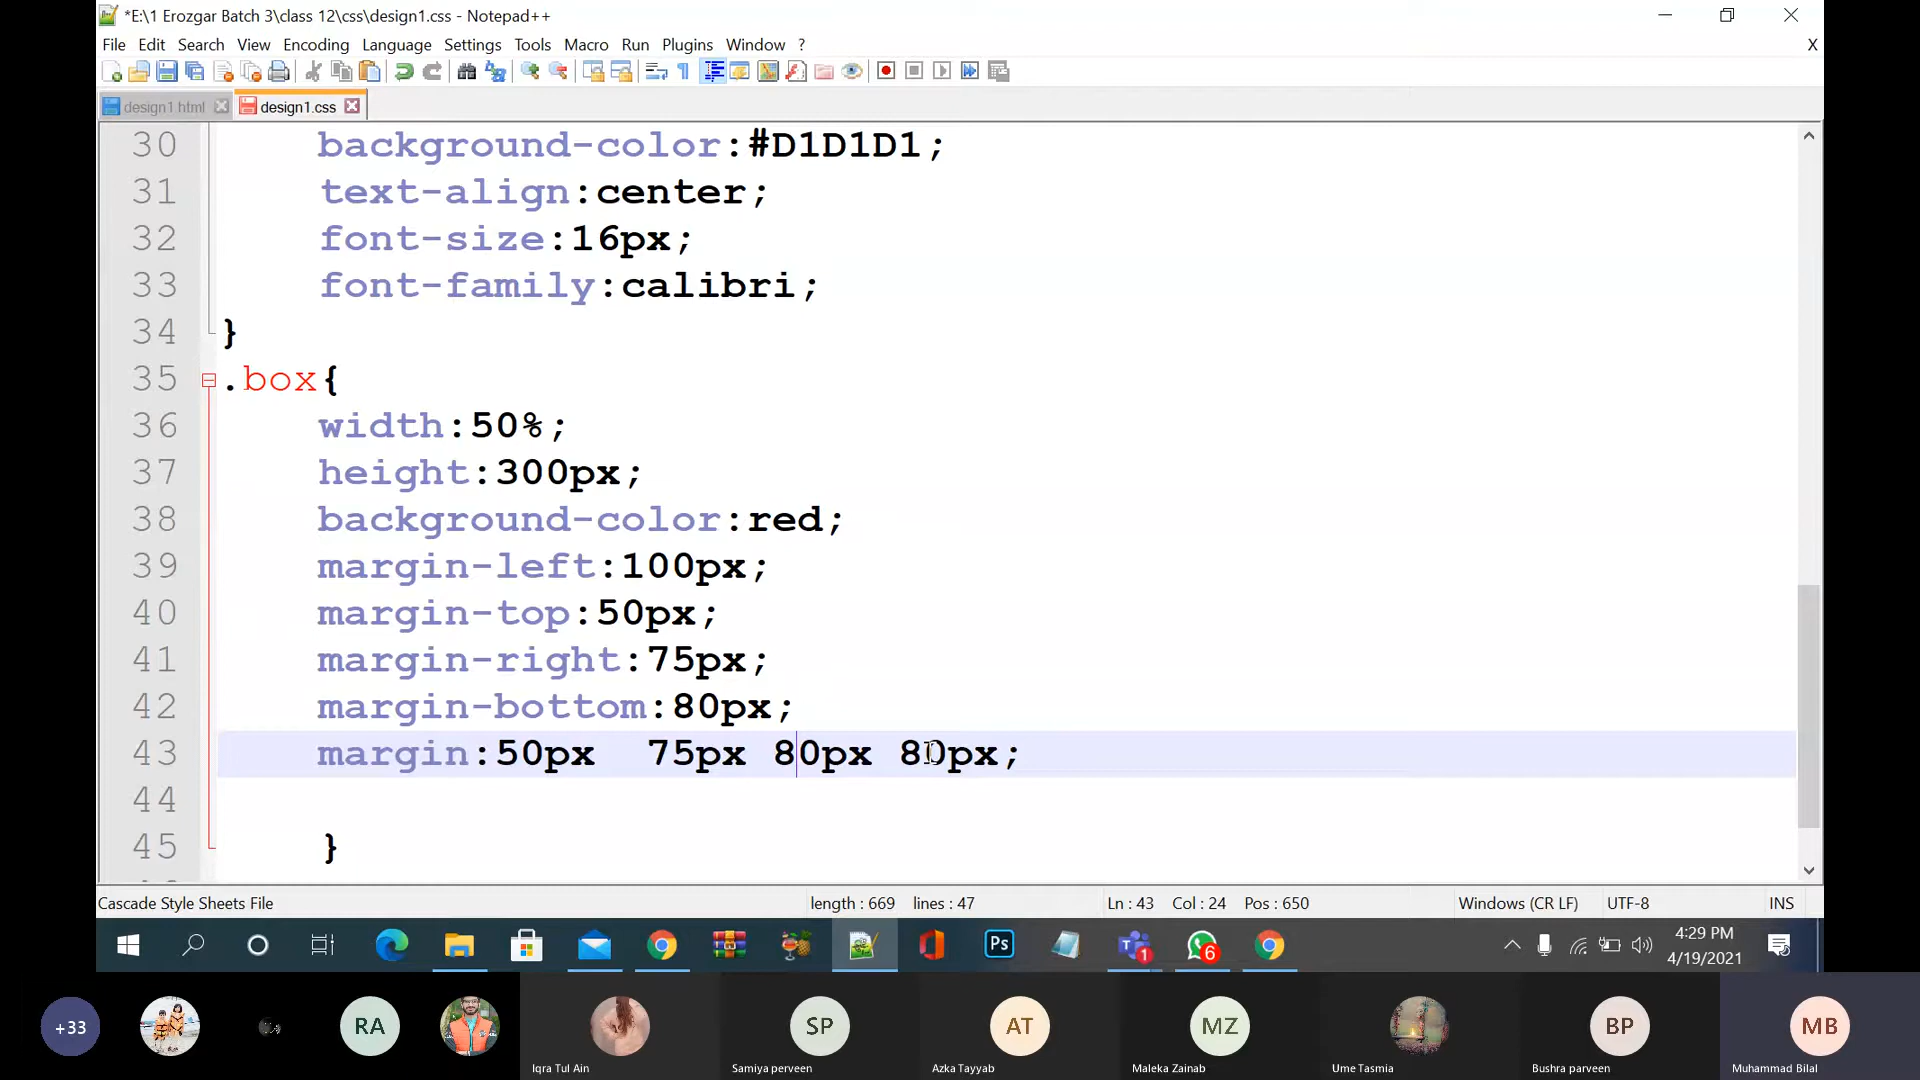 *E:\1 Erozgar Batch 3\class 12\css\design1.css - Notepad++
File Edit Search View Encoding Language Settings Tools Macro Run Plugins Window ? X
design1.html design1.css
30 background-color:#D1D1D1;
31 text-align:center;
32 font-size:16px;
33 font-family:calibri;
34 }
35 .box{
36 width:50%;
37 height:300px;
38 background-color:red;
39 margin-left:100px;
40 margin-top:50px;
41 margin-right:75px;
42 margin-bottom:80px;
43 margin:50px 75px 80px 80px;
44
45 }
Cascade Style Sheets File length : 669 lines : 47 Ln : 43 Col : 24 Pos : 650 Windows (CR LF) UTF-8 INS
Ps 1 6 4:29 PM
4/19/2021
+33 RA SP AT MZ BP MB
Iqra Tul Ain Samiya perveen Azka Tayyab Maleka Zainab Ume Tasmia Bushra parveen Muhammad Bilal